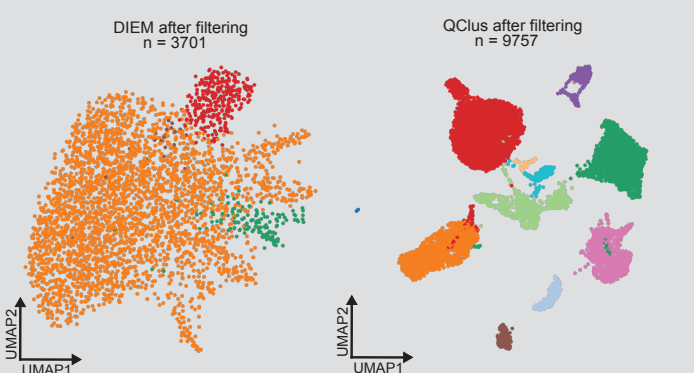 DIEM after filtering
n = 3701
UMAP2
UMAP1
QClus after filtering
n = 9757
UMAP2
UMAP1